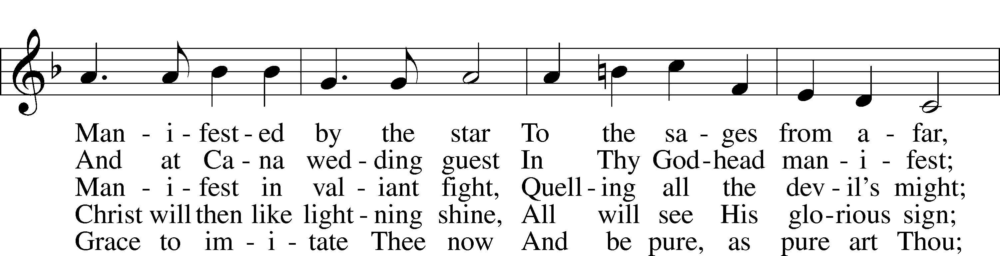 Man - i - fest - ed by the star To the sa - ges from a - far,
And at Ca - na wed - ding guest In Thy God - head man - i - fest;
Man - i - fest in val - iant fight, Quell - ing all the dev - il's might;
Christ will then like light - ning shine, All will see His glo - rious sign;
Grace to im - i - tate Thee now And be pure, as pure art Thou;